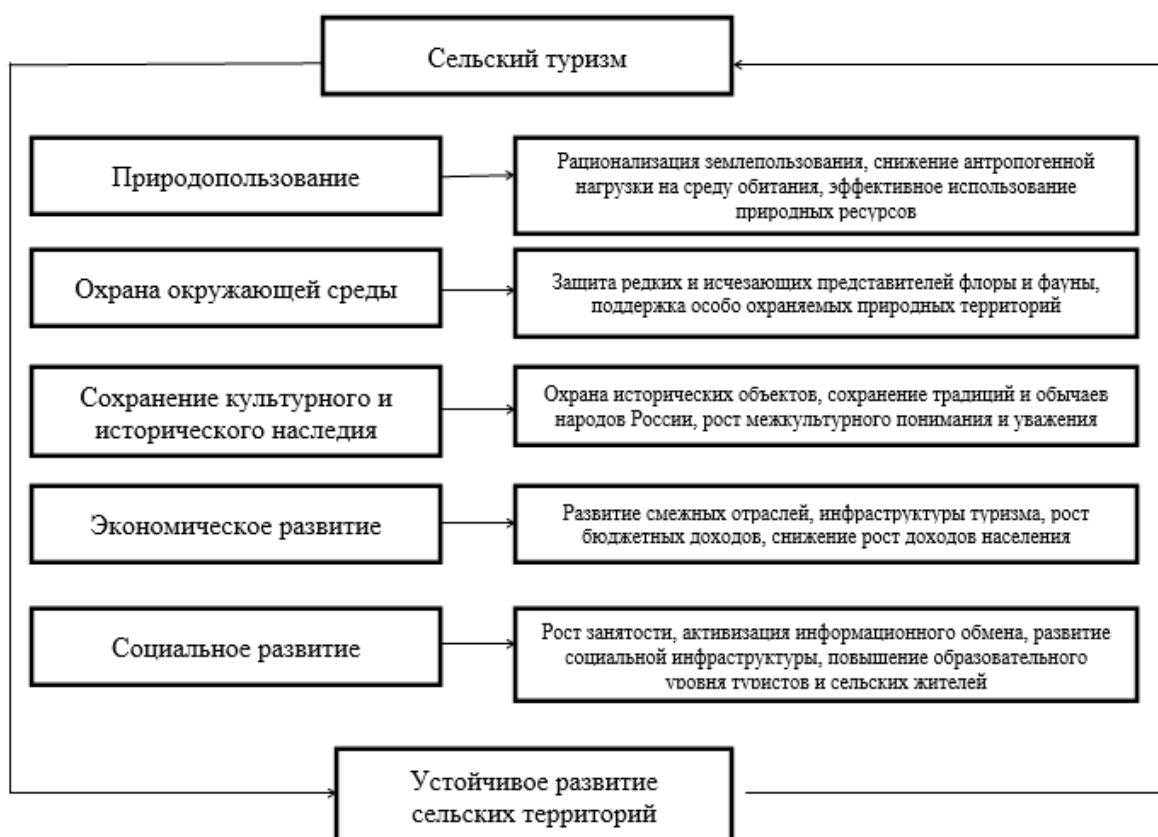 Сельский туризм
Природопользование
Рационализация землепользования, снижение антропогенной
нагрузки на среду обитания, эффективное использование
природных ресурсов
Охрана окружающей среды
Защита редких и исчезающих представителей флоры и фауны,
поддержка особо охраняемых природных территорий
Сохранение культурного и
исторического наследия
Охрана исторических объектов, сохранение традиций и обычаев
народов России, рост межкультурного понимания и уважения
Экономическое развитие
Развитие смежных отраслей, инфраструктуры туризма, рост
бюджетных доходов, снижение рост доходов населения
Социальное развитие
Рост занятости, активизация информационного обмена, развитие
социальной инфраструктуры, повышение образовательного
уровня туристов и сельских жителей
Устойчивое развитие
сельских территорий